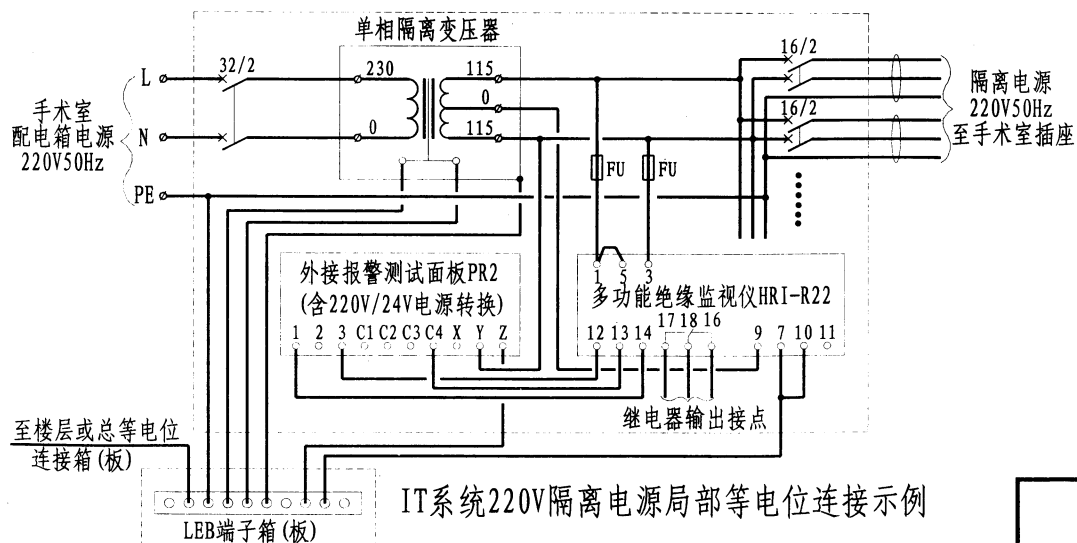 单相隔离变压器
L
32/2
230
115
0
0
115
N
PE
手术室
配电箱电源
220V50Hz
16/2
16/2
隔离电源
220V50Hz
至手术室插座
FU
FU
外接报警测试面板PR2
(含220V/24V电源转换)
1 2 3 C1 C2 C3 C4 X Y Z
1 5 3
多功能绝缘监视仪HRI-R22
12 13 14 17 18 16 9 7 10 11
继电器输出接点
至楼层或总等电位
连接箱(板)
LEB端子箱(板)
IT系统220V隔离电源局部等电位连接示例